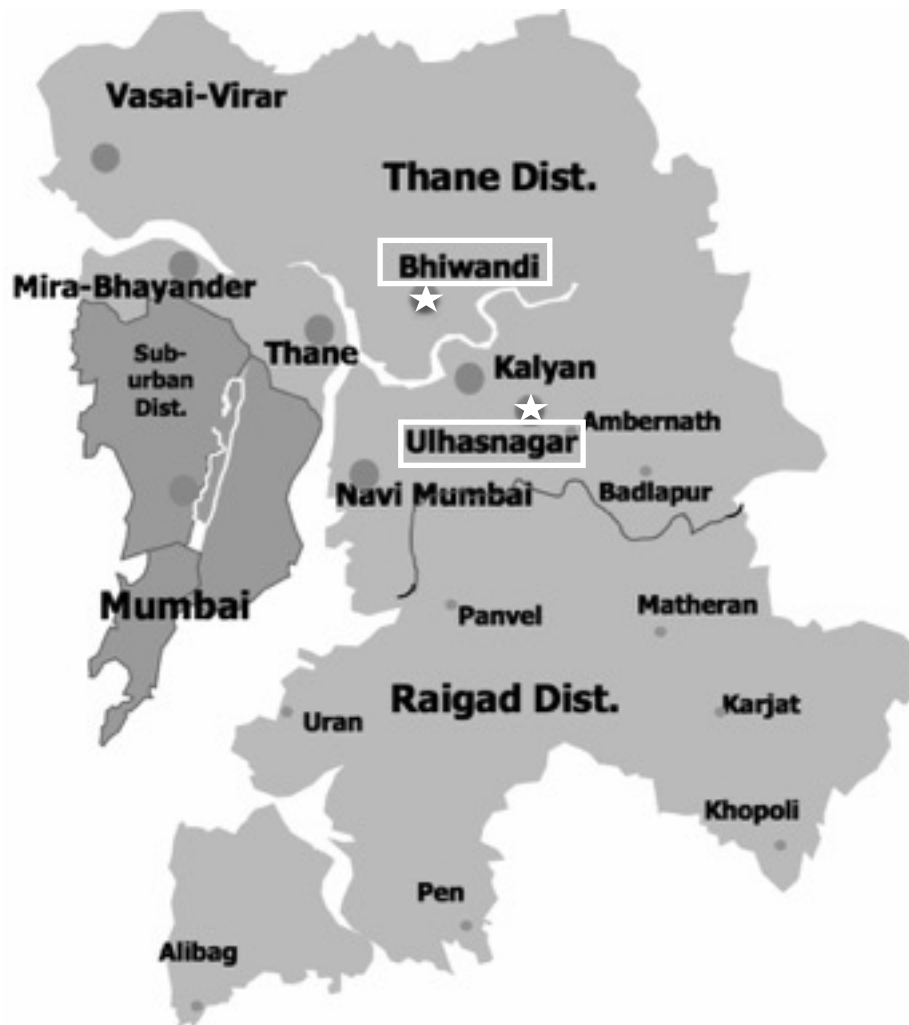 Vasai-Virar
Thane Dist.
Bhiwandi
Mira-Bhayander
Thane
Sub-
urban
Dist.
Kalyan
Ambernath
Ulhasnagar
Navi Mumbai
Badlapur
Mumbai
Panvel
Matheran
Raigad Dist.
Uran
Karjat
Khopoli
Pen
Alibag